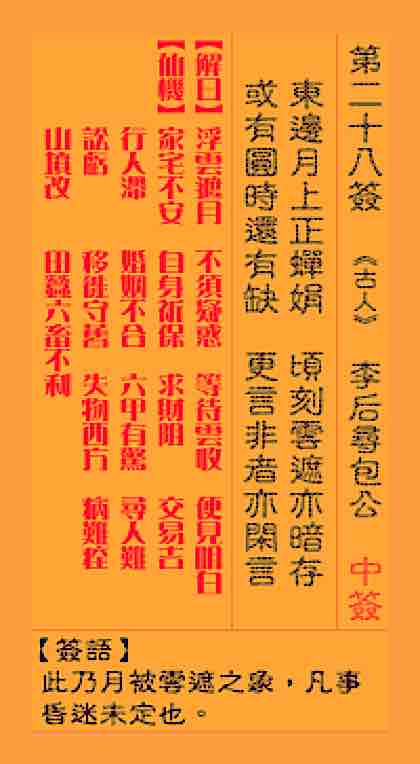 第二十八簽 《古人》 李后尋包公 中簽
東邊月上正蟬娟 頃刻雲遮亦暗存
或有圓時還有缺 更言非者亦閑言
【解曰】浮雲遮月 不須疑惑 等待雲收 便見明白
【仙機】家宅不安 自身祈保 求財阻 交易吉
行人滯 婚姻不合 六甲有驚 尋人難
訟虧 移徙守舊 失物西方 病難痊
山墳改 田蠶六畜不利
【簽語】
此乃月被雲遮之象，凡事
昏迷未定也。